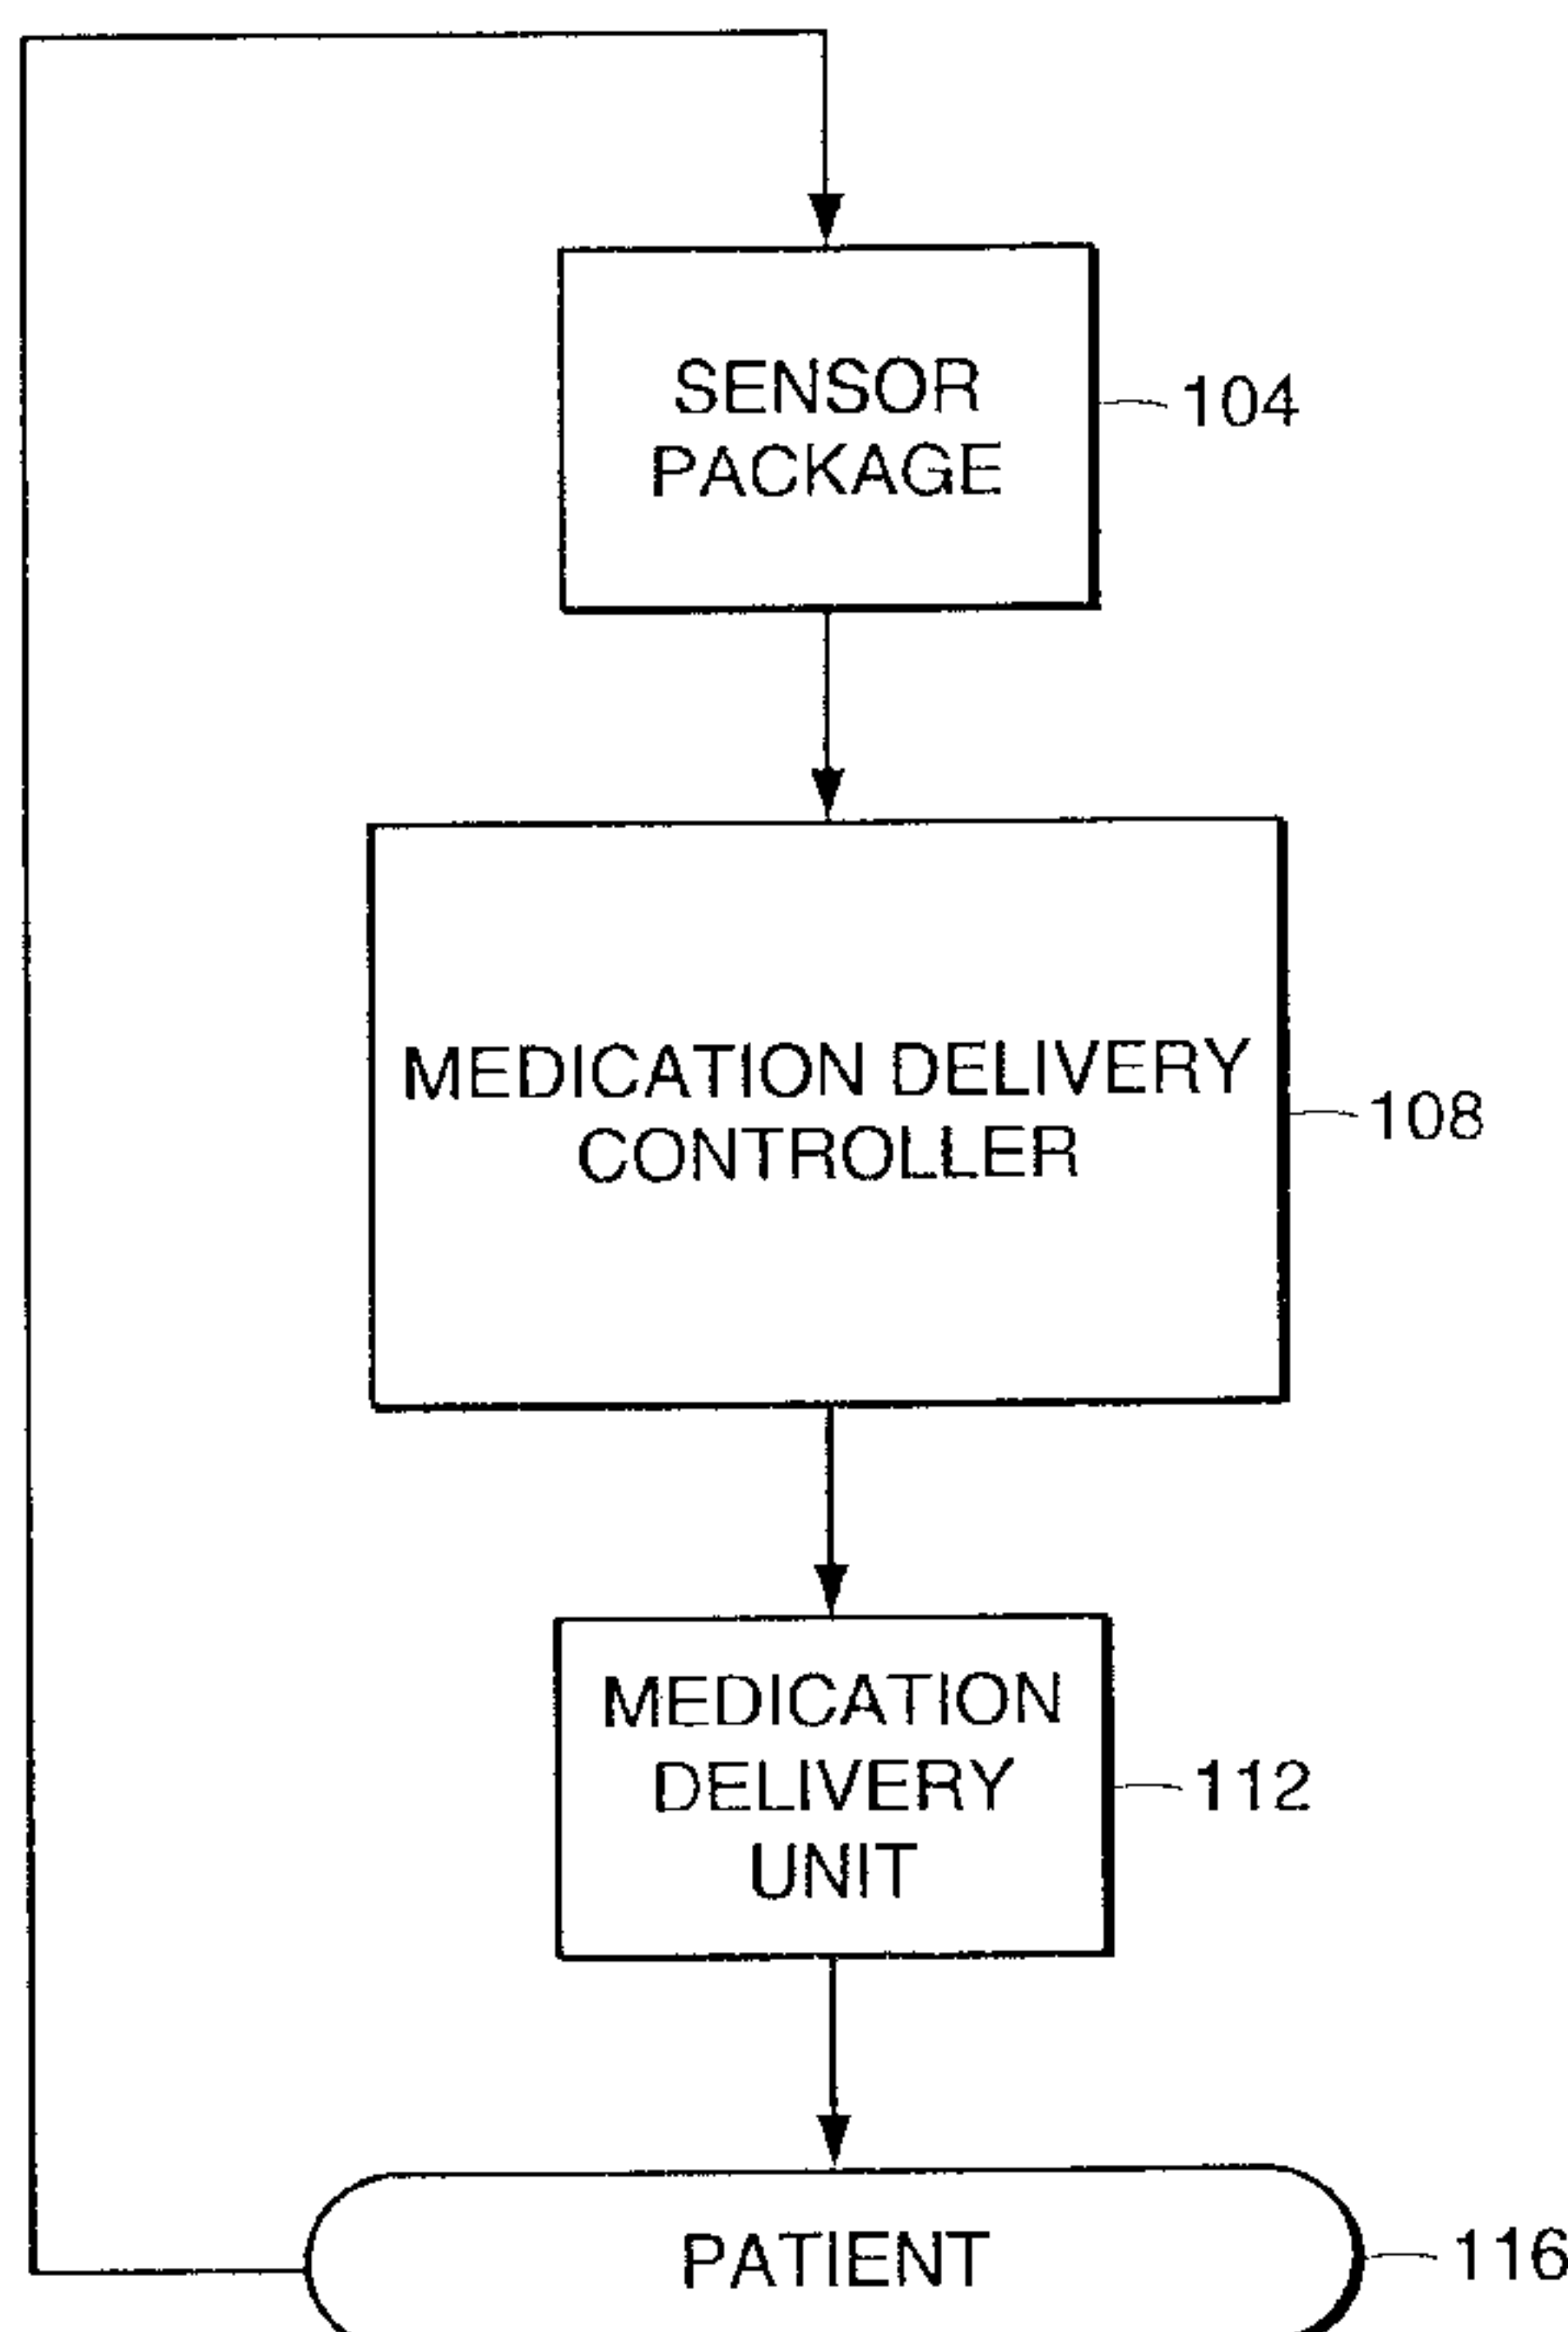 SENSOR
PACKAGE
104
MEDICATION DELIVERY
CONTROLLER
108
MEDICATION
DELIVERY
UNIT
112
PATIENT
116